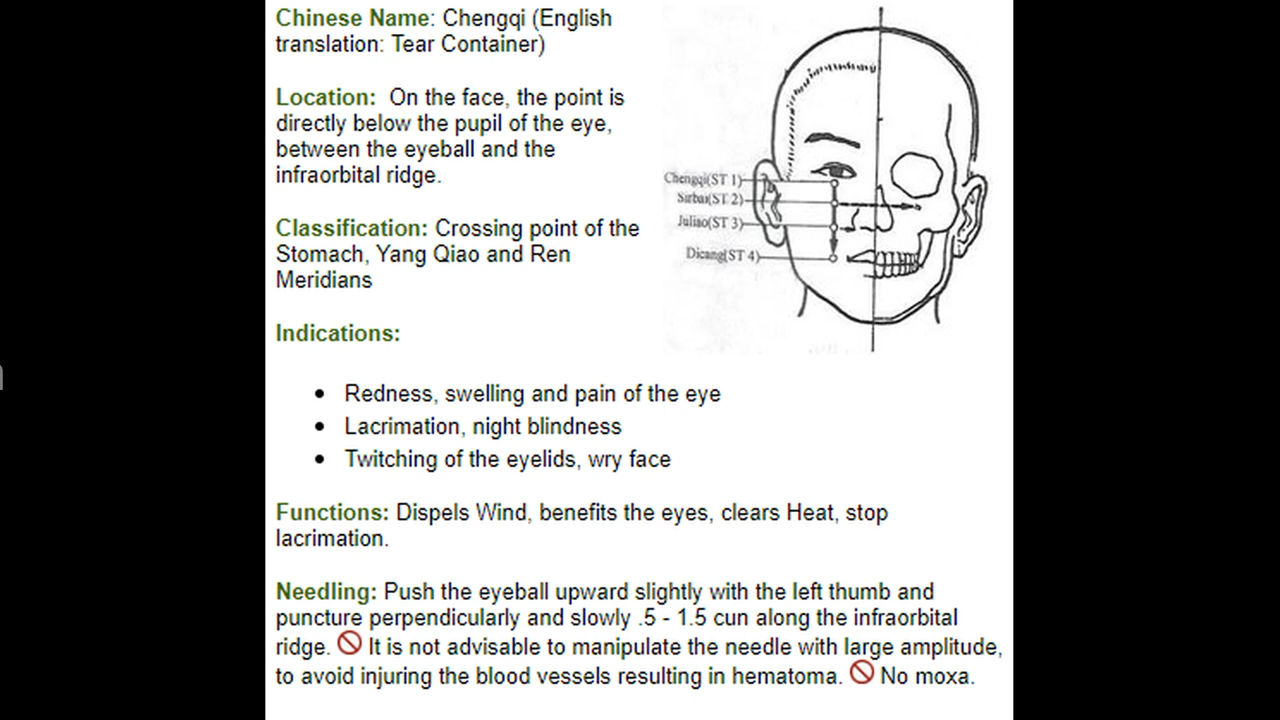 Chinese Name: Chengqi (English
translation: Tear Container)
Location: On the face, the point is
directly below the pupil of the eye,
between the eyeball and the
infraorbital ridge.
Classification: Crossing point of the
Stomach, Yang Qiao and Ren
Meridians
Indications:
• Redness, swelling and pain of the eye
• Lacrimation, night blindness
• Twitching of the eyelids, wry face
Functions: Dispels Wind, benefits the eyes, clears Heat, stop
lacrimation.
Needling: Push the eyeball upward slightly with the left thumb and
puncture perpendicularly and slowly .5 - 1.5 cun along the infraorbital
ridge. It is not advisable to manipulate the needle with large amplitude,
to avoid injuring the blood vessels resulting in hematoma. No moxa.
Chengqi(ST 1)
(ST 2)
Juliao(ST 3)
(ST 4)